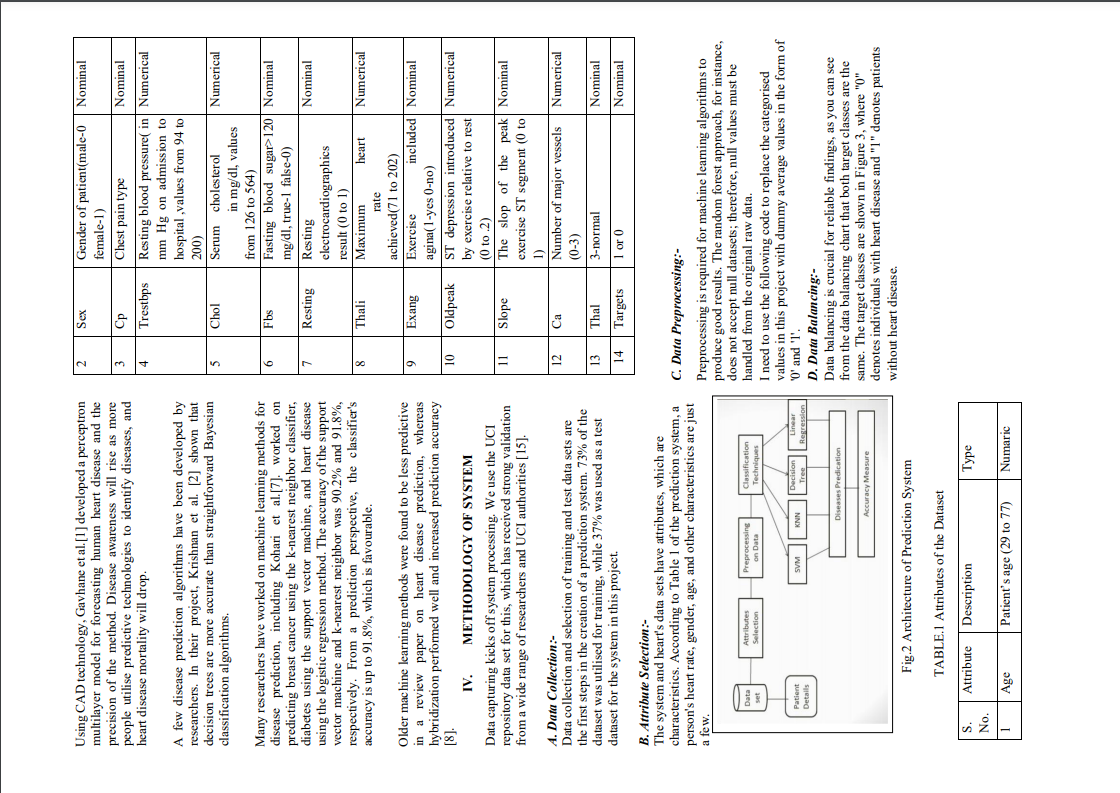 Using CAD technology, Gavhane et al.[1] developed a perceptron
multilayer model for forecasting human heart disease and the
precision of the method. Disease awareness will rise as more
people utilise predictive technologies to identify diseases, and
heart disease mortality will drop.
A few disease prediction algorithms have been developed by
researchers. In their project, Krishnan et al. [2] shown that
decision trees are more accurate than straightforward Bayesian
classification algorithms.
Many researchers have worked on machine learning methods for
disease prediction, including Kohari et al.[7], worked on
predicting breast cancer using the k-nearest neighbor classifier,
diabetes using the support vector machine, and heart disease
using the logistic regression method. The accuracy of the support
vector machine and k-nearest neighbor was 90.2% and 91.8%,
respectively. From a prediction perspective, the classifier's
accuracy is up to 91.8%, which is favourable.
Older machine learning methods were found to be less predictive
in a review paper on heart disease prediction, whereas
hybridization performed well and increased prediction accuracy
[8].
IV. METHODOLOGY OF SYSTEM
Data capturing kicks off system processing. We use the UCI
repository data set for this, which has received strong validation
from a wide range of researchers and UCI authorities [15].
A. Data Collection:-
Data collection and selection of training and test data sets are
the first steps in the creation of a prediction system. 73% of the
dataset was utilised for training, while 37% was used as a test
dataset for the system in this project.
B. Attribute Selection:-
The system and heart's data sets have attributes, which are
characteristics. According to Table 1 of the prediction system, a
person's heart rate, gender, age, and other characteristics are just
a few.
Data
set
Attributes
Selection
Preprocessing
on Data
Classification
Techniques
Patient
Details
SVM
KNN
Decision
Tree
Linear
Regression
Diseases Predication
Accuracy Measure
Fig.2 Architecture of Prediction System
TABLE.1 Attributes of the Dataset
S.
No. Attribute Description Type
1 Age Patient's age (29 to 77) Numaric
2 Sex Gender of patient(male-0 Nominal
female-1)
3 Cp Chest pain type Nominal
4 Trestbps Resting blood pressure( in Numerical
mm Hg on admission to
hospital ,values from 94 to
200)
5 Chol Serum cholesterol Numerical
in mg/dl, values
from 126 to 564)
6 Fbs Fasting blood sugar>120 Nominal
mg/dl, true-1 false-0)
7 Resting Resting Nominal
electrocardiographics
result (0 to 1)
8 Thali Maximum heart Numerical
rate
achieved(71 to 202)
9 Exang Exercise included Nominal
agina(1-yes 0-no)
10 Oldpeak ST depression introduced Numerical
by exercise relative to rest
(0 to .2)
11 Slope The slop of the peak Nominal
exercise ST segment (0 to
1)
12 Ca Number of major vessels Numerical
(0-3)
13 Thal 3-normal Nominal
14 Targets 1 or 0 Nominal
C. Data Preprocessing:-
Preprocessing is required for machine learning algorithms to
produce good results. The random forest approach, for instance,
does not accept null datasets; therefore, null values must be
handled from the original raw data.
I need to use the following code to replace the categorised
values in this project with dummy average values in the form of
'0' and '1'.
D. Data Balancing:-
Data balancing is crucial for reliable findings, as you can see
from the data balancing chart that both target classes are the
same. The target classes are shown in Figure 3, where "0"
denotes individuals with heart disease and "1" denotes patients
without heart disease.